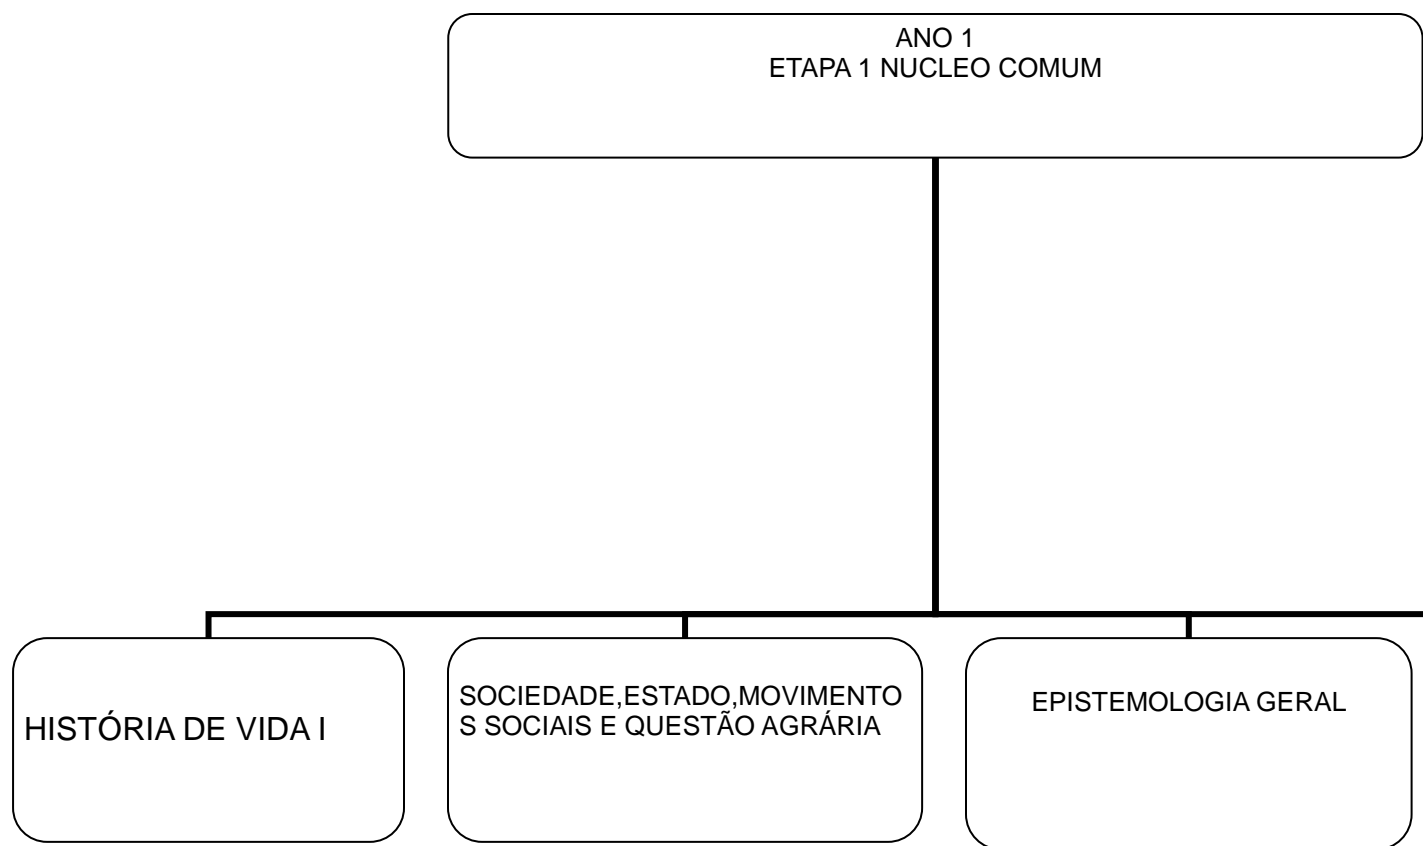 ANO 1
ETAPA 1 NUCLEO COMUM
HISTÓRIA DE VIDA I
SOCIEDADE,ESTADO,MOVIMENTO
S SOCIAIS E QUESTÃO AGRÁRIA
EPISTEMOLOGIA GERAL